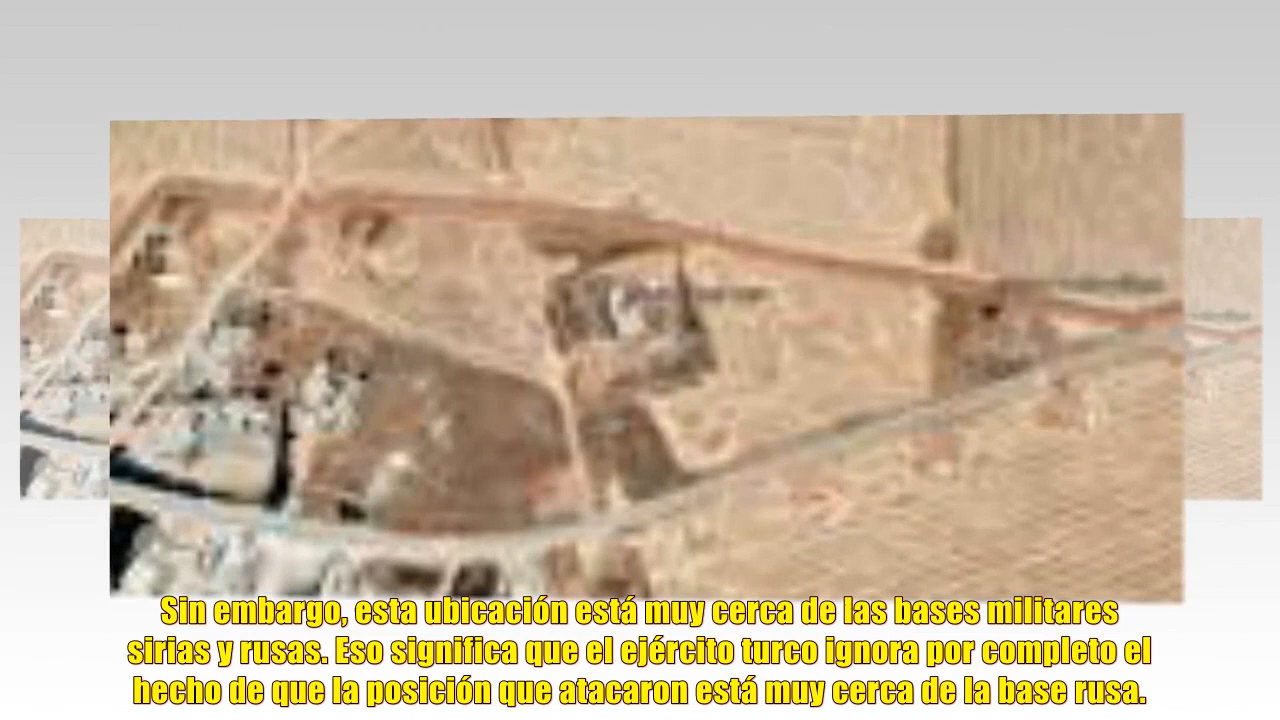 Sin embargo, esta ubicación está muy cerca de las bases militares
sirias y rusas. Eso significa que el ejército turco ignora por completo el
hecho de que la posición que atacaron está muy cerca de la base rusa.